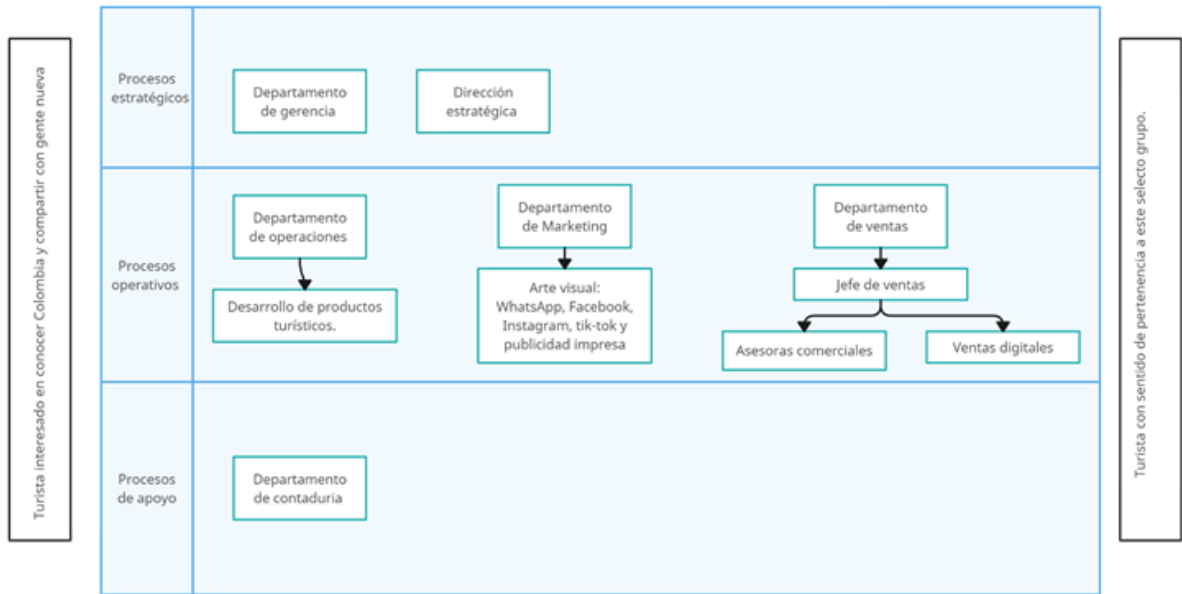 Turista interesado en conocer Colombia y compartir con gente nueva
Procesos
estratégicos
Departamento
de gerencia
Dirección
estratégica
Procesos
operativos
Departamento
de operaciones
Desarrollo de productos
turísticos.
Departamento
de Marketing
Arte visual:
WhatsApp, Facebook,
Instagram, tik-tok y
publicidad impresa
Departamento
de ventas
Jefe de ventas
Asesoras comerciales
Ventas digitales
Procesos
de apoyo
Departamento
de contaduria
Turista con sentido de pertenencia a este selecto grupo.